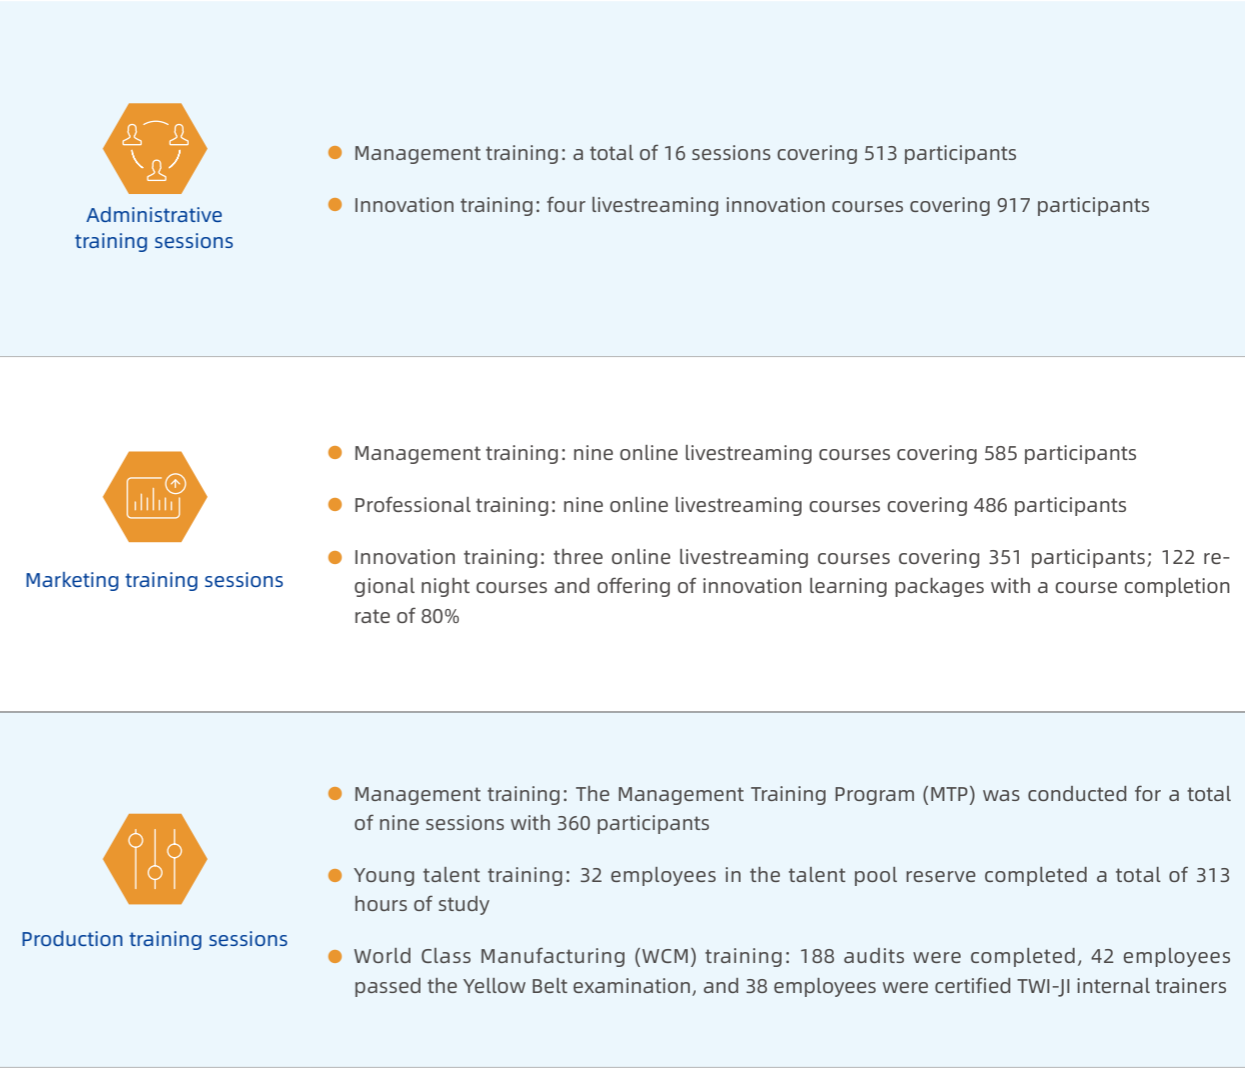 Administrative
training sessions
Management training: a total of 16 sessions covering 513 participants
Innovation training: four livestreaming innovation courses covering 917 participants
Marketing training sessions
Management training: nine online livestreaming courses covering 585 participants
Professional training: nine online livestreaming courses covering 486 participants
Innovation training: three online livestreaming courses covering 351 participants; 122 re-
gional night courses and offering of innovation learning packages with a course completion
rate of 80%
Production training sessions
Management training: The Management Training Program (MTP) was conducted for a total
of nine sessions with 360 participants
Young talent training: 32 employees in the talent pool reserve completed a total of 313
hours of study
World Class Manufacturing (WCM) training: 188 audits were completed, 42 employees
passed the Yellow Belt examination, and 38 employees were certified TWI-JI internal trainers